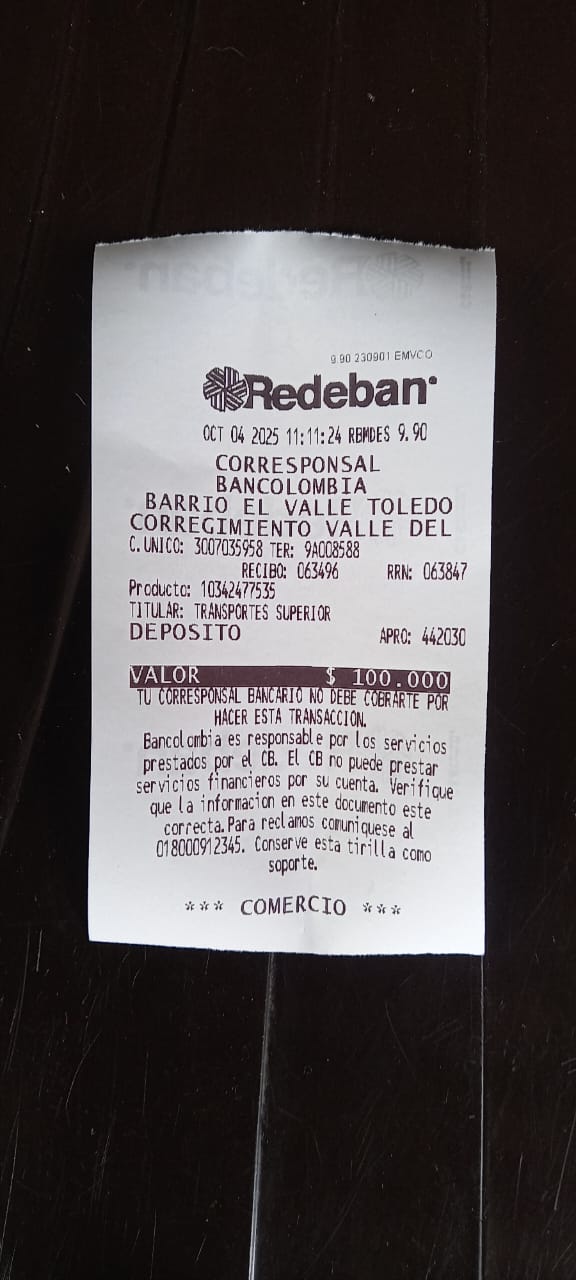 9.90 230901 EMVCO
Redeban
OCT 04 2025 11:11:24 RBMDES 9.90
CORRESPONSAL
BANCOLOMBIA
BARRIO EL VALLE TOLEDO
CORREGIMIENTO VALLE DEL
C.UNICO: 3007035958 TER: 9A008588
RECIBO: 063496 RRN: 063847
Producto: 10342477535
TITULAR: TRANSPORTES SUPERIOR
DEPOSITO APRO: 442030
VALOR $ 100.000
TU CORRESPONSAL BANCARIO NO DEBE COBRARTE POR
HACER ESTA TRANSACCION.
Bancolombia es responsable por los servicios
prestados por el CB. El CB no puede prestar
servicios financieros por su cuenta. Verifique
que la informacion en este documento este
correcta. Para reclamos comuniquese al
018000912345. Conserve esta tirilla como
soporte.
*** COMERCIO ***